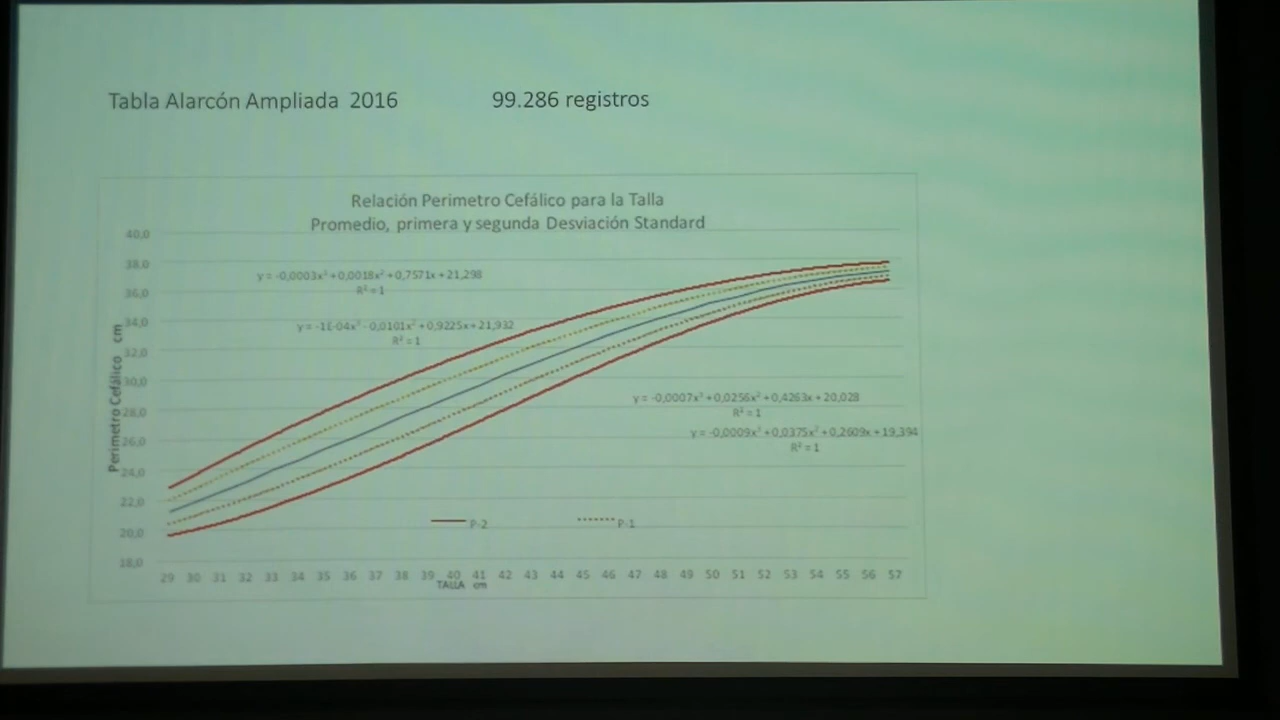 Tabla Alarcón Ampliada 2016
99.286 registros
Relación Perimetro Cefálico para la Talla
Promedio, primera y segunda Desviación Standard
40,0
38,0
36,0
34,0
32,0
30,0
28,0
26,0
24,0
22,0
20,0
18,0
Perimetro Cefálico cm
y = -0,0003x³ + 0,0018x² + 0,7571x + 21,298
R² = 1
y = -1E-04x³ - 0,0101x² + 0,9225x + 21,932
R² = 1
y = -0,0007x³ + 0,0256x² + 0,4263x + 20,028
R² = 1
y = -0,0009x³ + 0,0375x² + 0,2609x + 19,394
R² = 1
P-2 P-1
29 30 31 32 33 34 35 36 37 38 39 40 41 42 43 44 45 46 47 48 49 50 51 52 53 54 55 56 57
TALLA cm